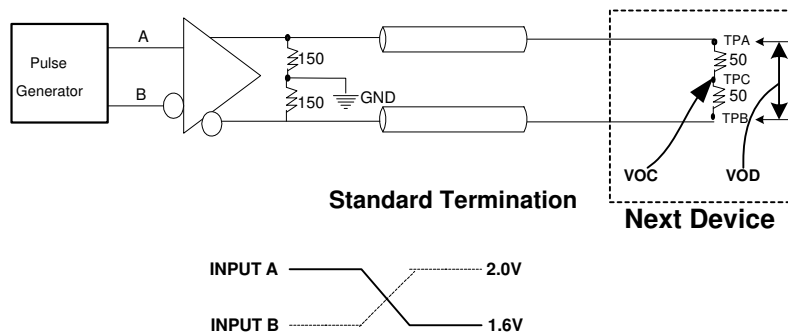 A
TPA
150
50
Pulse
Generator
TPC
150
GND
50
B
TPB
VOC
VOD
Standard Termination
Next Device
INPUT A
2.0V
INPUT B
1.6V